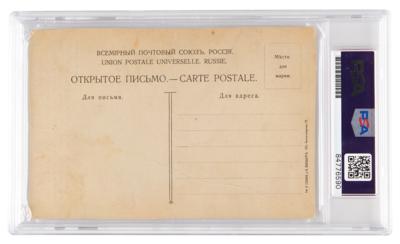 ВСЕМІРНЫЙ ПОЧТОВЫЙ СОЮЗЪ. РОССІЯ.
UNION POSTALE UNIVERSELLE. RUSSIE.
ОТКРЫТОЕ ПИСЬМО.—CARTE POSTALE.
Мѣсто
для
марки.
Для письма.
Для адреса.
PSA
84776590